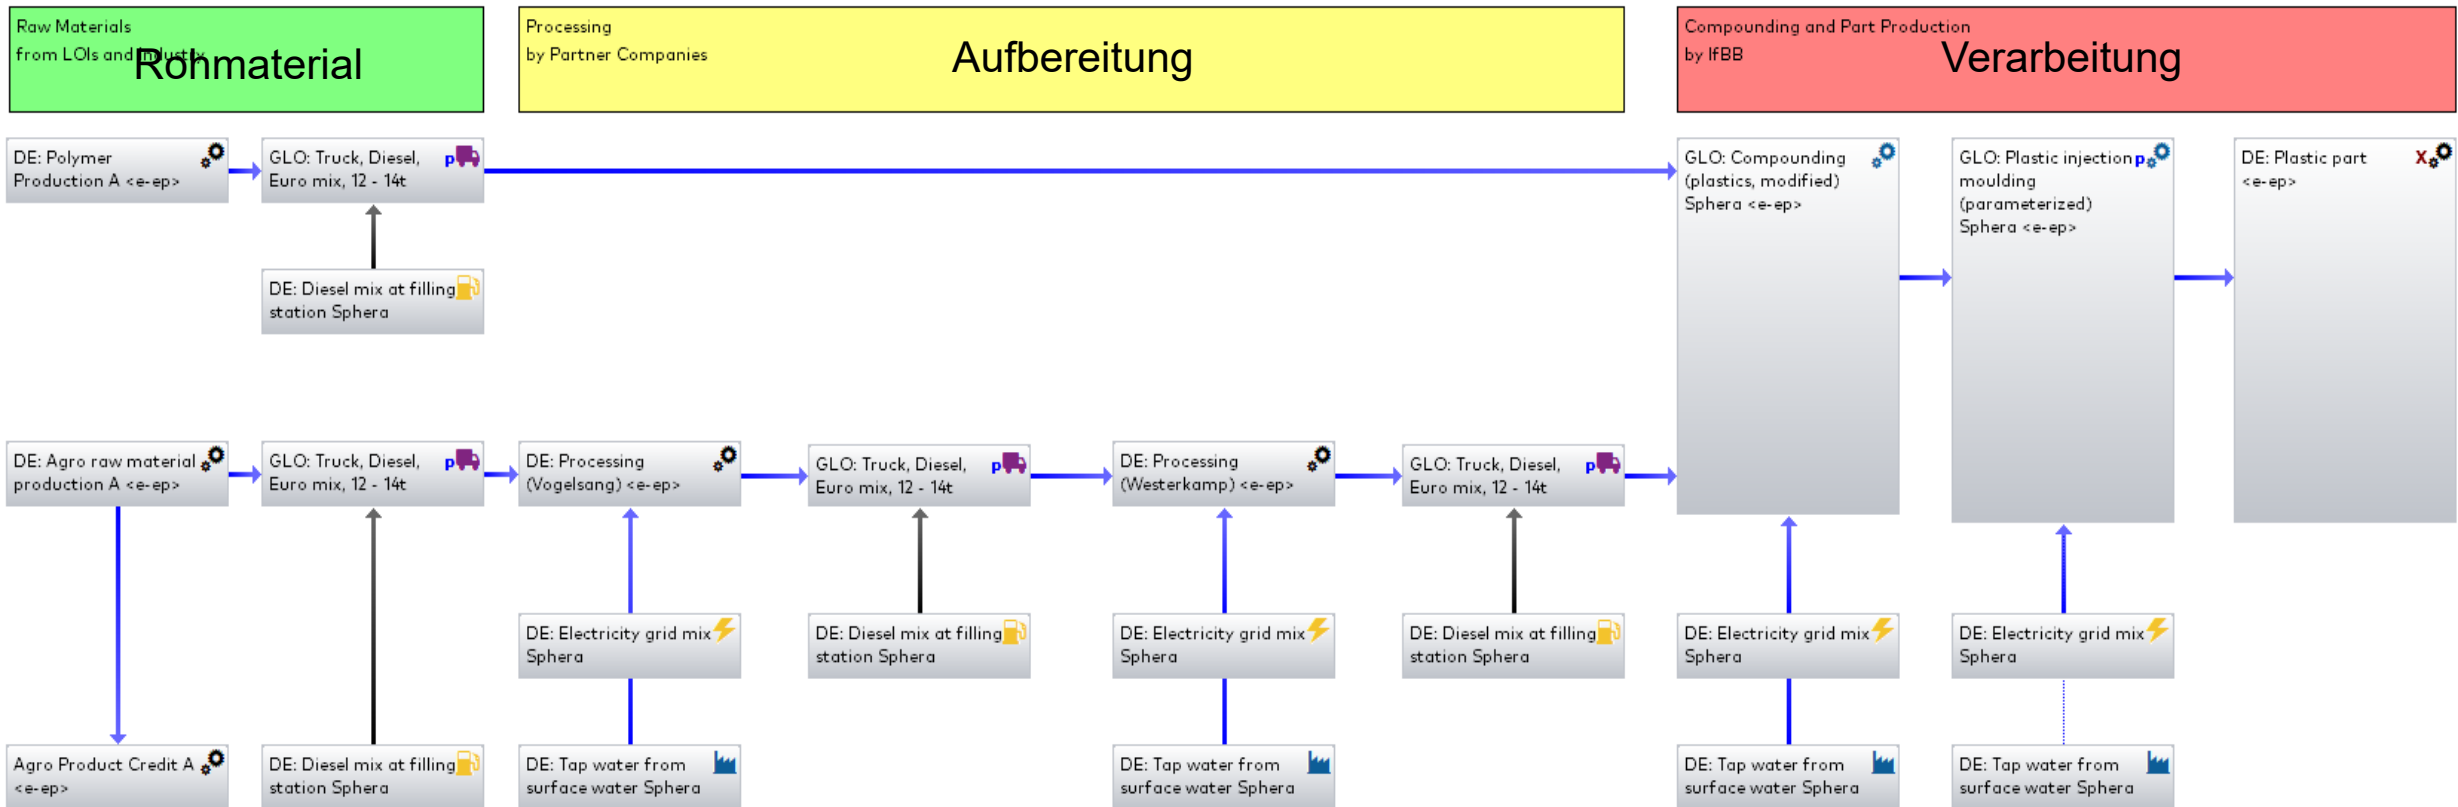 Raw Materials
from LOIs and Industry
Rohmaterial
Processing
by Partner Companies
Aufbereitung
Compounding and Part Production
by IfBB
Verarbeitung
DE: Polymer
Production A <e-ep>
GLO: Truck, Diesel,
Euro mix, 12 - 14t
p
GLO: Compounding
(plastics, modified)
Sphera <e-ep>
GLO: Plastic injection
moulding
(parameterized)
Sphera <e-ep>
p
DE: Plastic part
<e-ep>
X
DE: Diesel mix at filling
station Sphera
DE: Agro raw material
production A <e-ep>
GLO: Truck, Diesel,
Euro mix, 12 - 14t
p
DE: Processing
(Vogelsang) <e-ep>
GLO: Truck, Diesel,
Euro mix, 12 - 14t
p
DE: Processing
(Westerkamp) <e-ep>
GLO: Truck, Diesel,
Euro mix, 12 - 14t
p
DE: Electricity grid mix
Sphera
DE: Diesel mix at filling
station Sphera
DE: Electricity grid mix
Sphera
DE: Diesel mix at filling
station Sphera
DE: Electricity grid mix
Sphera
DE: Electricity grid mix
Sphera
Agro Product Credit A
<e-ep>
DE: Diesel mix at filling
station Sphera
DE: Tap water from
surface water Sphera
DE: Tap water from
surface water Sphera
DE: Tap water from
surface water Sphera
DE: Tap water from
surface water Sphera